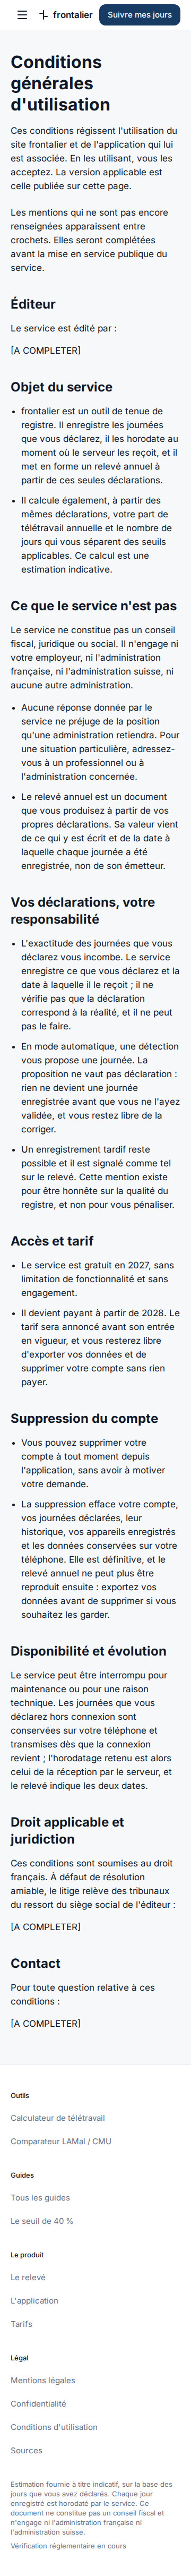 frontalier
Suivre mes jours
Conditions
générales
d'utilisation
Ces conditions régissent l'utilisation du
site frontalier et de l'application qui lui
est associée. En les utilisant, vous les
acceptez. La version applicable est
celle publiée sur cette page.
Les mentions qui ne sont pas encore
renseignées apparaissent entre
crochets. Elles seront complétées
avant la mise en service publique du
service.
Éditeur
Le service est édité par :
[A COMPLETER]
Objet du service
• frontalier est un outil de tenue de
registre. Il enregistre les journées
que vous déclarez, il les horodate au
moment où le serveur les reçoit, et il
met en forme un relevé annuel à
partir de ces seules déclarations.
• Il calcule également, à partir des
mêmes déclarations, votre part de
télétravail annuelle et le nombre de
jours qui vous séparent des seuils
applicables. Ce calcul est une
estimation indicative.
Ce que le service n'est pas
Le service ne constitue pas un conseil
fiscal, juridique ou social. Il n'engage ni
votre employeur, ni l'administration
française, ni l'administration suisse, ni
aucune autre administration.
• Aucune réponse donnée par le
service ne préjuge de la position
qu'une administration retiendra. Pour
une situation particulière, adressez-
vous à un professionnel ou à
l'administration concernée.
• Le relevé annuel est un document
que vous produisez à partir de vos
propres déclarations. Sa valeur vient
de ce qui y est écrit et de la date à
laquelle chaque journée a été
enregistrée, non de son émetteur.
Vos déclarations, votre
responsabilité
• L'exactitude des journées que vous
déclarez vous incombe. Le service
enregistre ce que vous déclarez et la
date à laquelle il le reçoit ; il ne
vérifie pas que la déclaration
correspond à la réalité, et il ne peut
pas le faire.
• En mode automatique, une détection
vous propose une journée. La
proposition ne vaut pas déclaration :
rien ne devient une journée
enregistrée avant que vous ne l'ayez
validée, et vous restez libre de la
corriger.
• Un enregistrement tardif reste
possible et il est signalé comme tel
sur le relevé. Cette mention existe
pour être honnête sur la qualité du
registre, et non pour vous pénaliser.
Accès et tarif
• Le service est gratuit en 2027, sans
limitation de fonctionnalité et sans
engagement.
• Il devient payant à partir de 2028. Le
tarif sera annoncé avant son entrée
en vigueur, et vous resterez libre
d'exporter vos données et de
supprimer votre compte sans rien
payer.
Suppression du compte
• Vous pouvez supprimer votre
compte à tout moment depuis
l'application, sans avoir à motiver
votre demande.
• La suppression efface votre compte,
vos journées déclarées, leur
historique, vos appareils enregistrés
et les données conservées sur votre
téléphone. Elle est définitive, et le
relevé annuel ne peut plus être
reproduit ensuite : exportez vos
données avant de supprimer si vous
souhaitez les garder.
Disponibilité et évolution
Le service peut être interrompu pour
maintenance ou pour une raison
technique. Les journées que vous
déclarez hors connexion sont
conservées sur votre téléphone et
transmises dès que la connexion
revient ; l'horodatage retenu est alors
celui de la réception par le serveur, et
le relevé indique les deux dates.
Droit applicable et
juridiction
Ces conditions sont soumises au droit
français. À défaut de résolution
amiable, le litige relève des tribunaux
du ressort du siège social de l'éditeur :
[A COMPLETER]
Contact
Pour toute question relative à ces
conditions :
[A COMPLETER]
Outils
Calculateur de télétravail
Comparateur LAMal / CMU
Guides
Tous les guides
Le seuil de 40 %
Le produit
Le relevé
L'application
Tarifs
Légal
Mentions légales
Confidentialité
Conditions d'utilisation
Sources
Estimation fournie à titre indicatif, sur la base des
jours que vous avez déclarés. Chaque jour
enregistré est horodaté par le service. Ce
document ne constitue pas un conseil fiscal et
n'engage ni l'administration française ni
l'administration suisse.
Vérification réglementaire en cours